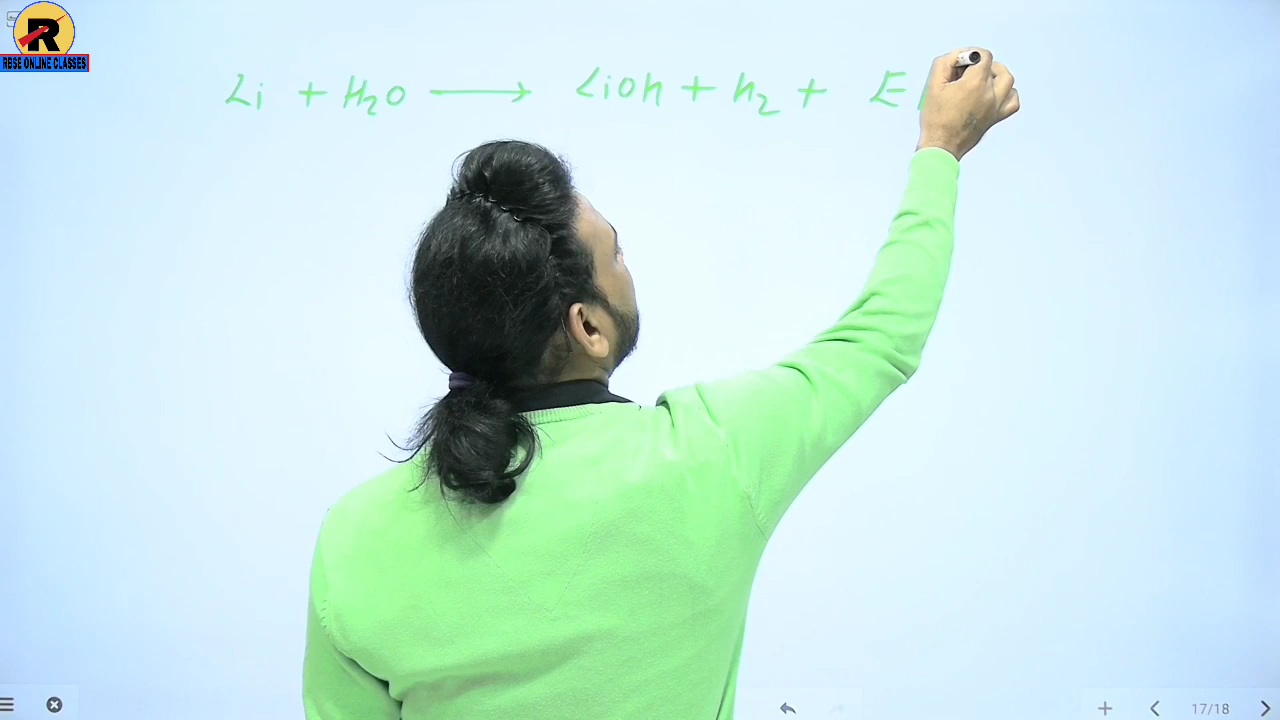 R
RBSE ONLINE CLASSES
Li + H₂O ⟶ LiOH + H₂ + E
17/18